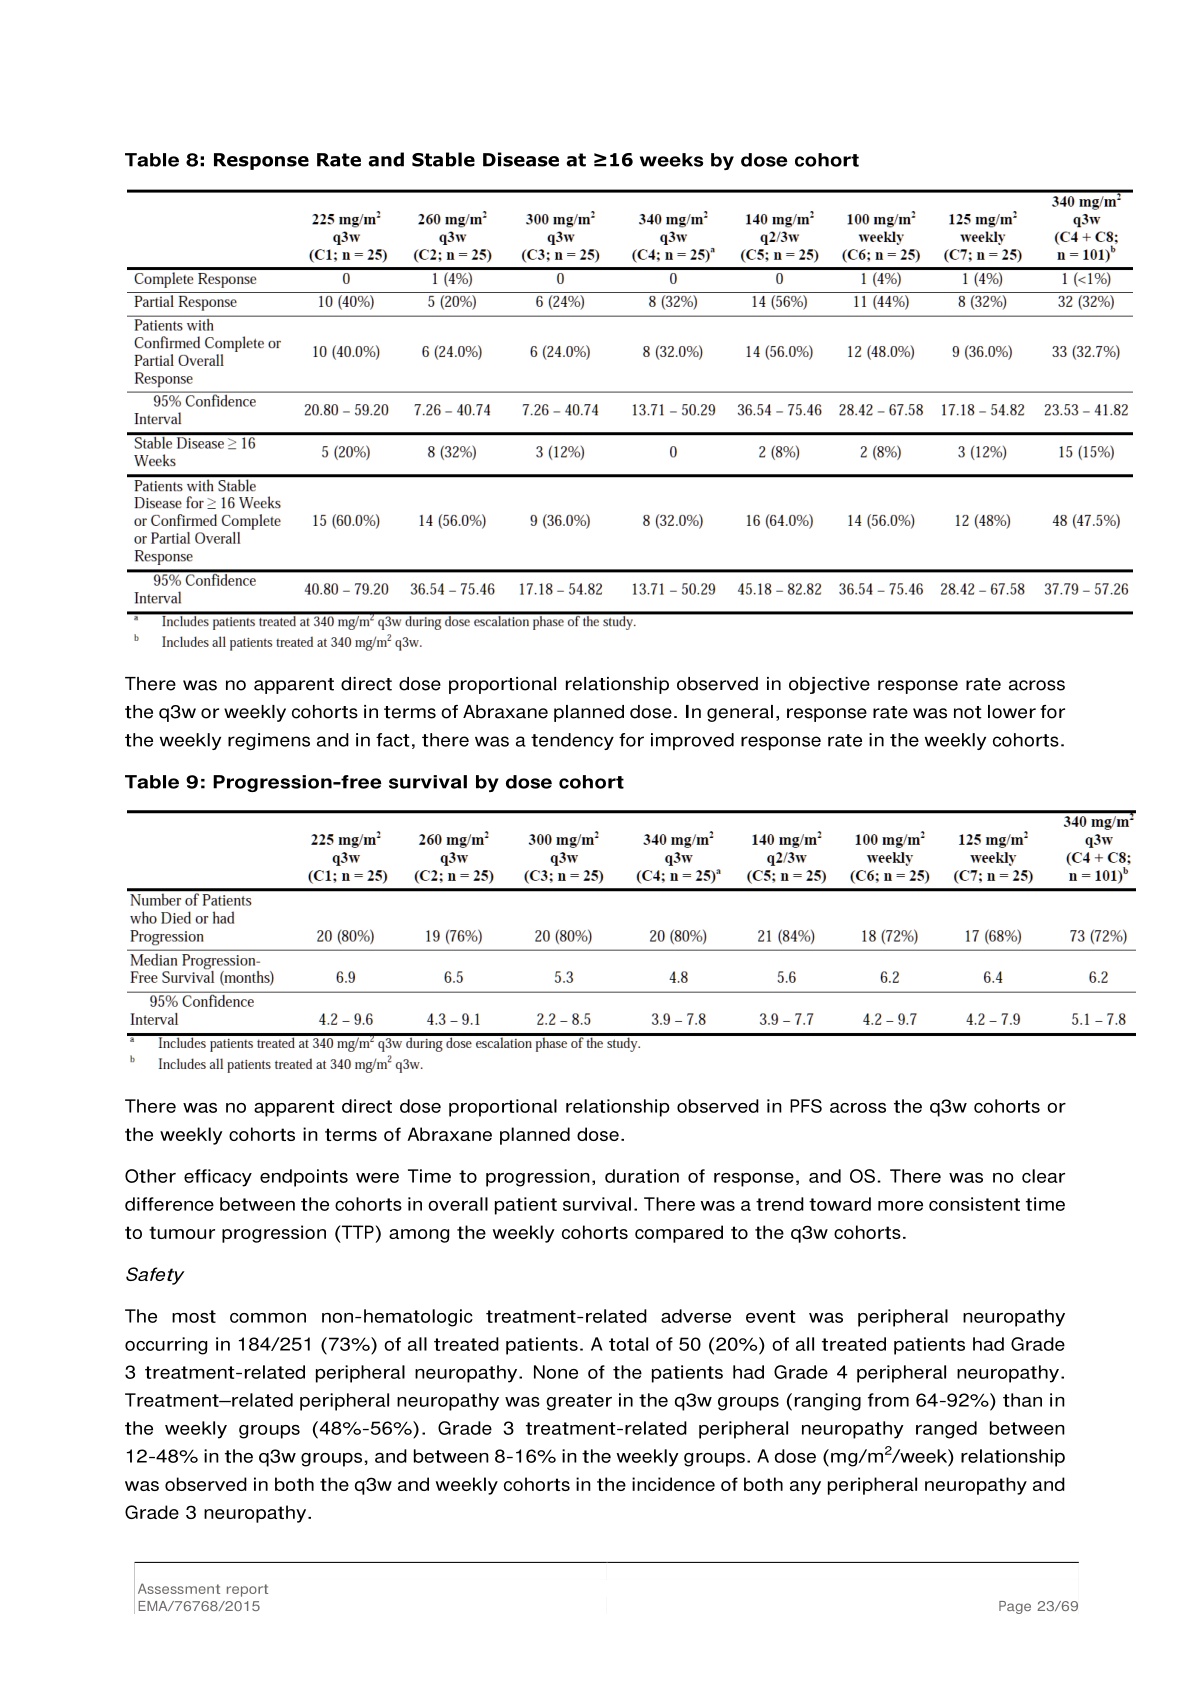 Table 8: Response Rate and Stable Disease at ≥16 weeks by dose cohort
225 mg/m² q3w (C1; n = 25) 260 mg/m² q3w (C2; n = 25) 300 mg/m² q3w (C3; n = 25) 340 mg/m² q3w (C4; n = 25)ᵃ 140 mg/m² q2/3w (C5; n = 25) 100 mg/m² weekly (C6; n = 25) 125 mg/m² weekly (C7; n = 25) 340 mg/m² q3w (C4 + C8; n = 101)ᵇ
Complete Response 0 1 (4%) 0 0 0 1 (4%) 1 (4%) 1 (<1%)
Partial Response 10 (40%) 5 (20%) 6 (24%) 8 (32%) 14 (56%) 11 (44%) 8 (32%) 32 (32%)
Patients with
Confirmed Complete or
Partial Overall
Response
10 (40.0%) 6 (24.0%) 6 (24.0%) 8 (32.0%) 14 (56.0%) 12 (48.0%) 9 (36.0%) 33 (32.7%)
95% Confidence
Interval
20.80 – 59.20 7.26 – 40.74 7.26 – 40.74 13.71 – 50.29 36.54 – 75.46 28.42 – 67.58 17.18 – 54.82 23.53 – 41.82
Stable Disease ≥ 16
Weeks
5 (20%) 8 (32%) 3 (12%) 0 2 (8%) 2 (8%) 3 (12%) 15 (15%)
Patients with Stable
Disease for ≥ 16 Weeks
or Confirmed Complete
or Partial Overall
Response
15 (60.0%) 14 (56.0%) 9 (36.0%) 8 (32.0%) 16 (64.0%) 14 (56.0%) 12 (48%) 48 (47.5%)
95% Confidence
Interval
40.80 – 79.20 36.54 – 75.46 17.18 – 54.82 13.71 – 50.29 45.18 – 82.82 36.54 – 75.46 28.42 – 67.58 37.79 – 57.26
ᵃ Includes patients treated at 340 mg/m² q3w during dose escalation phase of the study.
ᵇ Includes all patients treated at 340 mg/m² q3w.
There was no apparent direct dose proportional relationship observed in objective response rate across
the q3w or weekly cohorts in terms of Abraxane planned dose. In general, response rate was not lower for
the weekly regimens and in fact, there was a tendency for improved response rate in the weekly cohorts.
Table 9: Progression-free survival by dose cohort
225 mg/m² q3w (C1; n = 25) 260 mg/m² q3w (C2; n = 25) 300 mg/m² q3w (C3; n = 25) 340 mg/m² q3w (C4; n = 25)ᵃ 140 mg/m² q2/3w (C5; n = 25) 100 mg/m² weekly (C6; n = 25) 125 mg/m² weekly (C7; n = 25) 340 mg/m² q3w (C4 + C8; n = 101)ᵇ
Number of Patients
who Died or had
Progression 20 (80%) 19 (76%) 20 (80%) 20 (80%) 21 (84%) 18 (72%) 17 (68%) 73 (72%)
Median Progression-
Free Survival (months) 6.9 6.5 5.3 4.8 5.6 6.2 6.4 6.2
95% Confidence
Interval 4.2 – 9.6 4.3 – 9.1 2.2 – 8.5 3.9 – 7.8 3.9 – 7.7 4.2 – 9.7 4.2 – 7.9 5.1 – 7.8
ᵃ Includes patients treated at 340 mg/m² q3w during dose escalation phase of the study.
ᵇ Includes all patients treated at 340 mg/m² q3w.
There was no apparent direct dose proportional relationship observed in PFS across the q3w cohorts or
the weekly cohorts in terms of Abraxane planned dose.
Other efficacy endpoints were Time to progression, duration of response, and OS. There was no clear
difference between the cohorts in overall patient survival. There was a trend toward more consistent time
to tumour progression (TTP) among the weekly cohorts compared to the q3w cohorts.
Safety
The most common non-hematologic treatment-related adverse event was peripheral neuropathy
occurring in 184/251 (73%) of all treated patients. A total of 50 (20%) of all treated patients had Grade
3 treatment-related peripheral neuropathy. None of the patients had Grade 4 peripheral neuropathy.
Treatment–related peripheral neuropathy was greater in the q3w groups (ranging from 64-92%) than in
the weekly groups (48%-56%). Grade 3 treatment-related peripheral neuropathy ranged between
12-48% in the q3w groups, and between 8-16% in the weekly groups. A dose (mg/m²/week) relationship
was observed in both the q3w and weekly cohorts in the incidence of both any peripheral neuropathy and
Grade 3 neuropathy.
Assessment report
EMA/76768/2015 Page 23/69